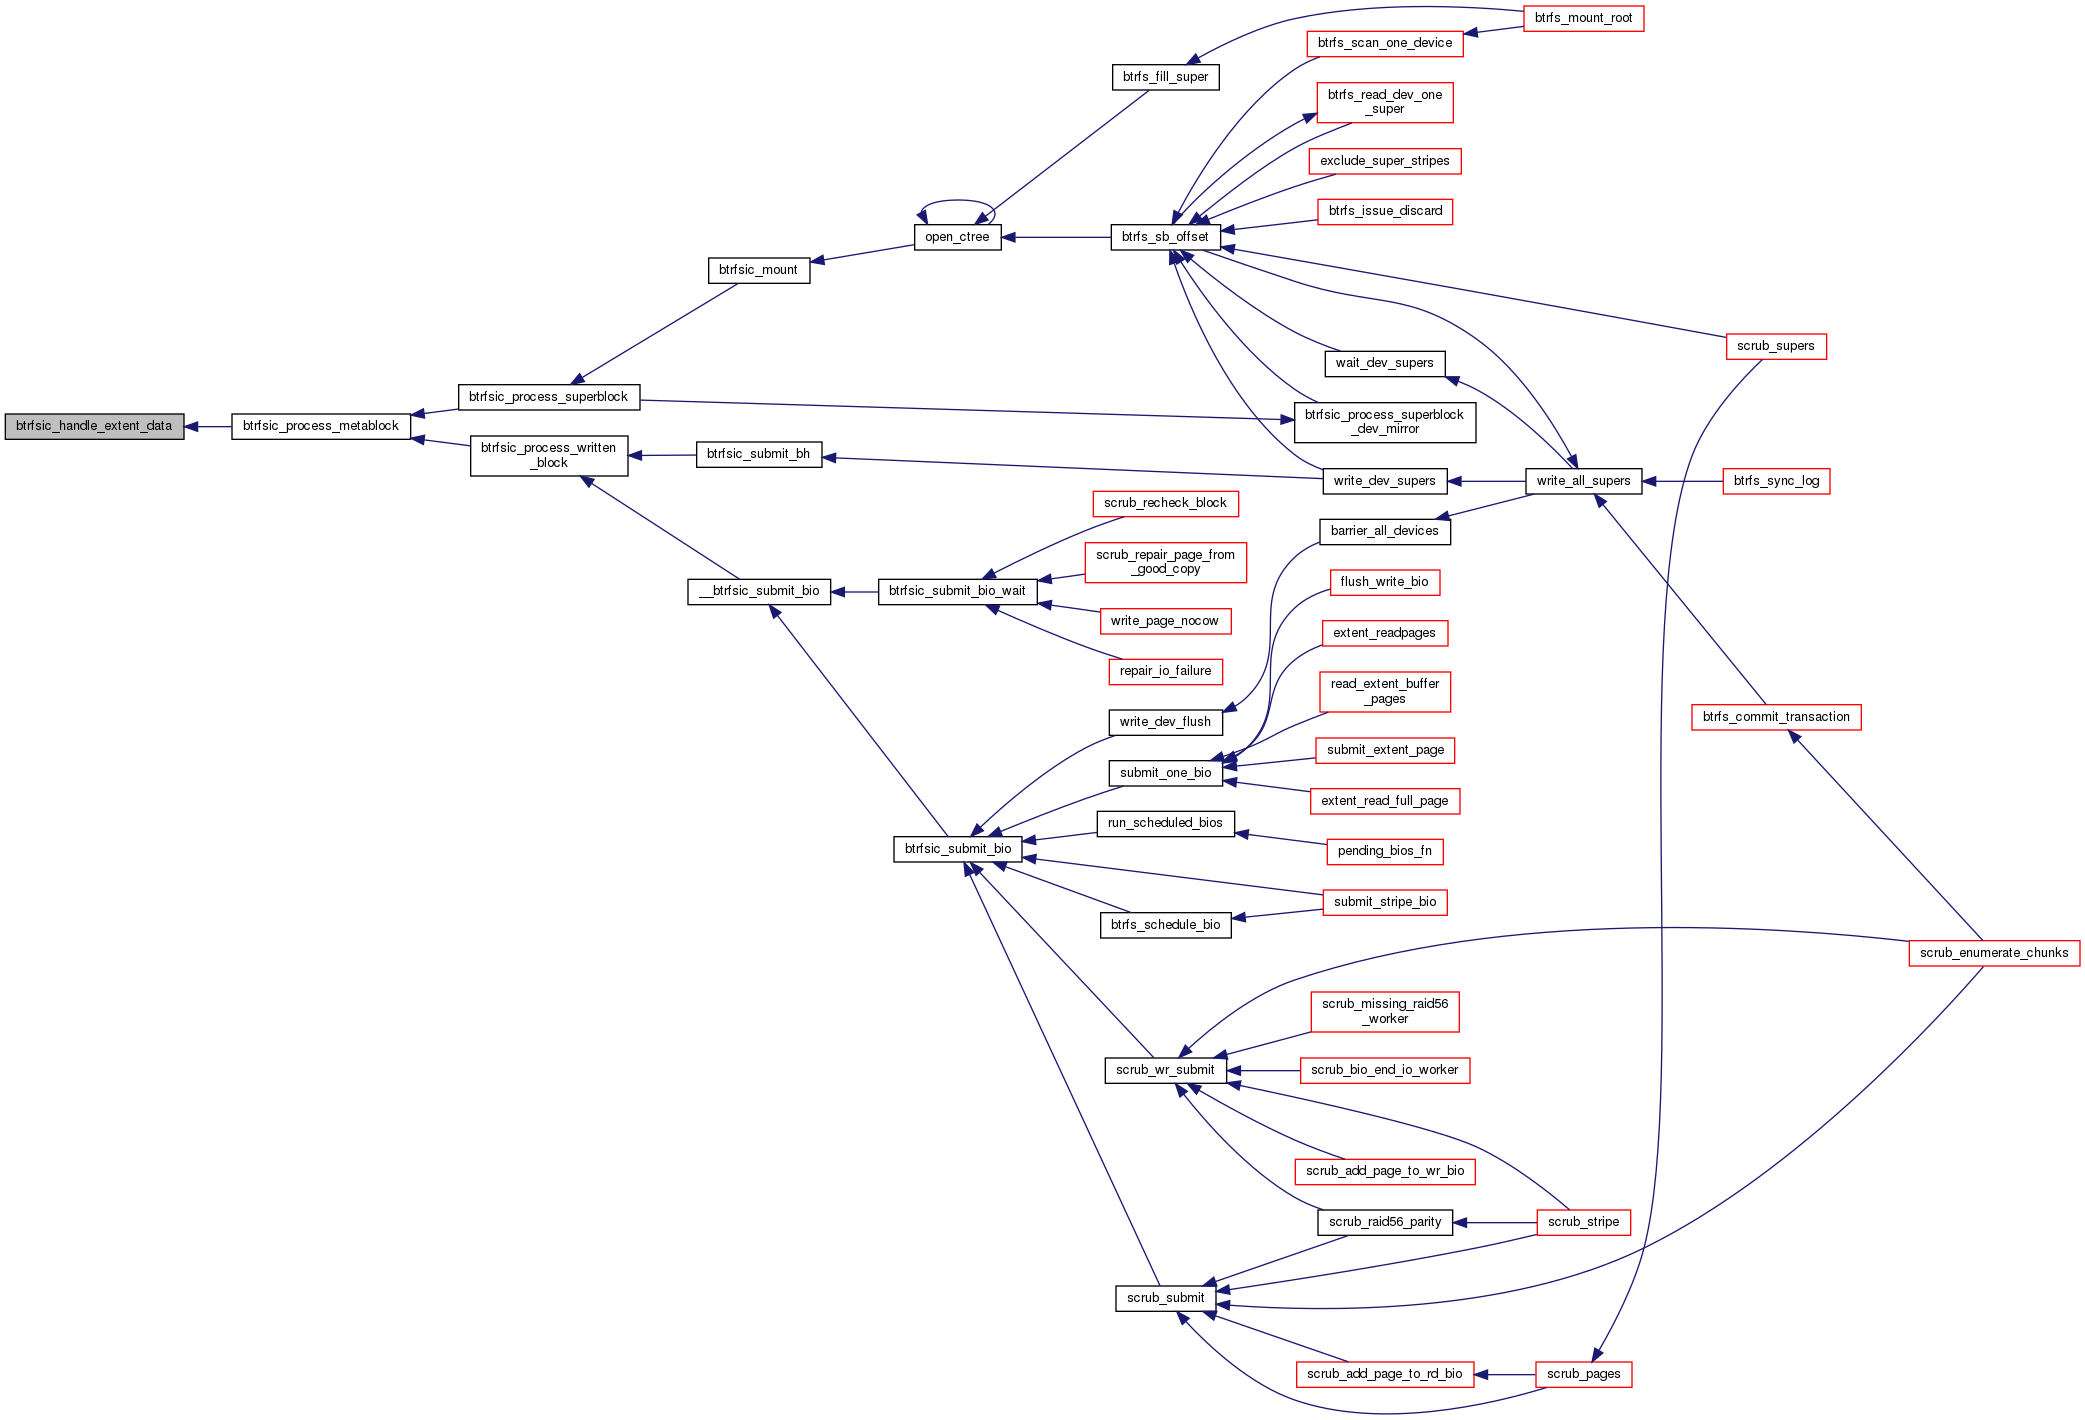 btrfs_mount_root
btrfs_scan_one_device
btrfs_fill_super
btrfs_read_dev_one
_super
exclude_super_stripes
btrfs_issue_discard
open_ctree
btrfs_sb_offset
btrfsic_mount
scrub_supers
wait_dev_supers
btrfsic_process_superblock
btrfsic_process_superblock
_dev_mirror
btrfsic_handle_extent_data
btrfsic_process_metablock
btrfsic_process_written
_block
btrfsic_submit_bh
write_dev_supers
write_all_supers
btrfs_sync_log
scrub_recheck_block
barrier_all_devices
scrub_repair_page_from
_good_copy
flush_write_bio
__btrfsic_submit_bio
btrfsic_submit_bio_wait
write_page_nocow
extent_readpages
repair_io_failure
read_extent_buffer
_pages
write_dev_flush
btrfs_commit_transaction
submit_extent_page
submit_one_bio
extent_read_full_page
run_scheduled_bios
btrfsic_submit_bio
pending_bios_fn
submit_stripe_bio
btrfs_schedule_bio
scrub_enumerate_chunks
scrub_missing_raid56
_worker
scrub_wr_submit
scrub_bio_end_io_worker
scrub_add_page_to_wr_bio
scrub_raid56_parity
scrub_stripe
scrub_submit
scrub_add_page_to_rd_bio
scrub_pages